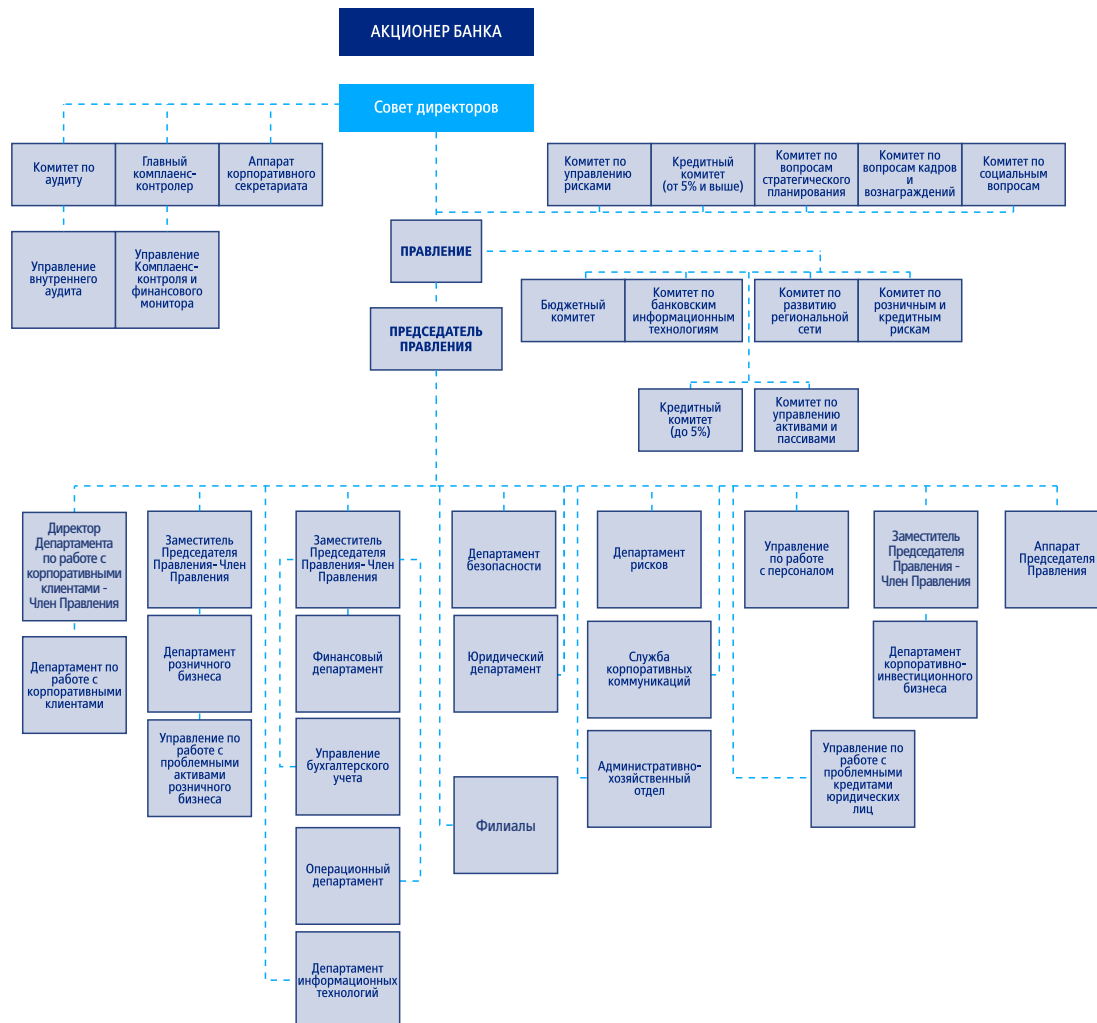 АКЦИОНЕР БАНКА
Совет директоров
Комитет по
аудиту
Главный
комплаенс-
контролер
Аппарат
корпоративного
секретариата
Комитет по
управлению
рисками
Кредитный
комитет
(от 5% и выше)
Комитет по
вопросам
стратегического
планирования
Комитет по
вопросам кадров
и
вознаграждений
Комитет по
социальным
вопросам
Управление
внутреннего
аудита
Управление
Комплаенс-
контроля и
финансового
монитора
ПРАВЛЕНИЕ
Бюджетный
комитет
Комитет по
банковским
информационным
технологиям
Комитет по
развитию
региональной
сети
Комитет по
розничным и
кредитным
рискам
ПРЕДСЕДАТЕЛЬ
ПРАВЛЕНИЯ
Кредитный
комитет
(до 5%)
Комитет по
управлению
активами и
пассивами
Директор
Департамента
по работе с
корпоративными
клиентами -
Член Правления
Заместитель
Председателя
Правления- Член
Правления
Заместитель
Председателя
Правления- Член
Правления
Департамент
безопасности
Департамент
рисков
Управление
по работе
с персоналом
Заместитель
Председателя
Правления -
Член Правления
Аппарат
Председателя
Правления
Департамент по
работе с
корпоративными
клиентами
Департамент
розничного
бизнеса
Финансовый
департамент
Юридический
департамент
Служба
корпоративных
коммуникаций
Департамент
корпоративно-
инвестиционного
бизнеса
Управление по
работе с
проблемными
активами
розничного
бизнеса
Управление
бухгалтерского
учета
Филиалы
Административно-
хозяйственный
отдел
Управление по
работе с
проблемными
кредитами
юридических
лиц
Операционный
департамент
Департамент
информационных
технологий